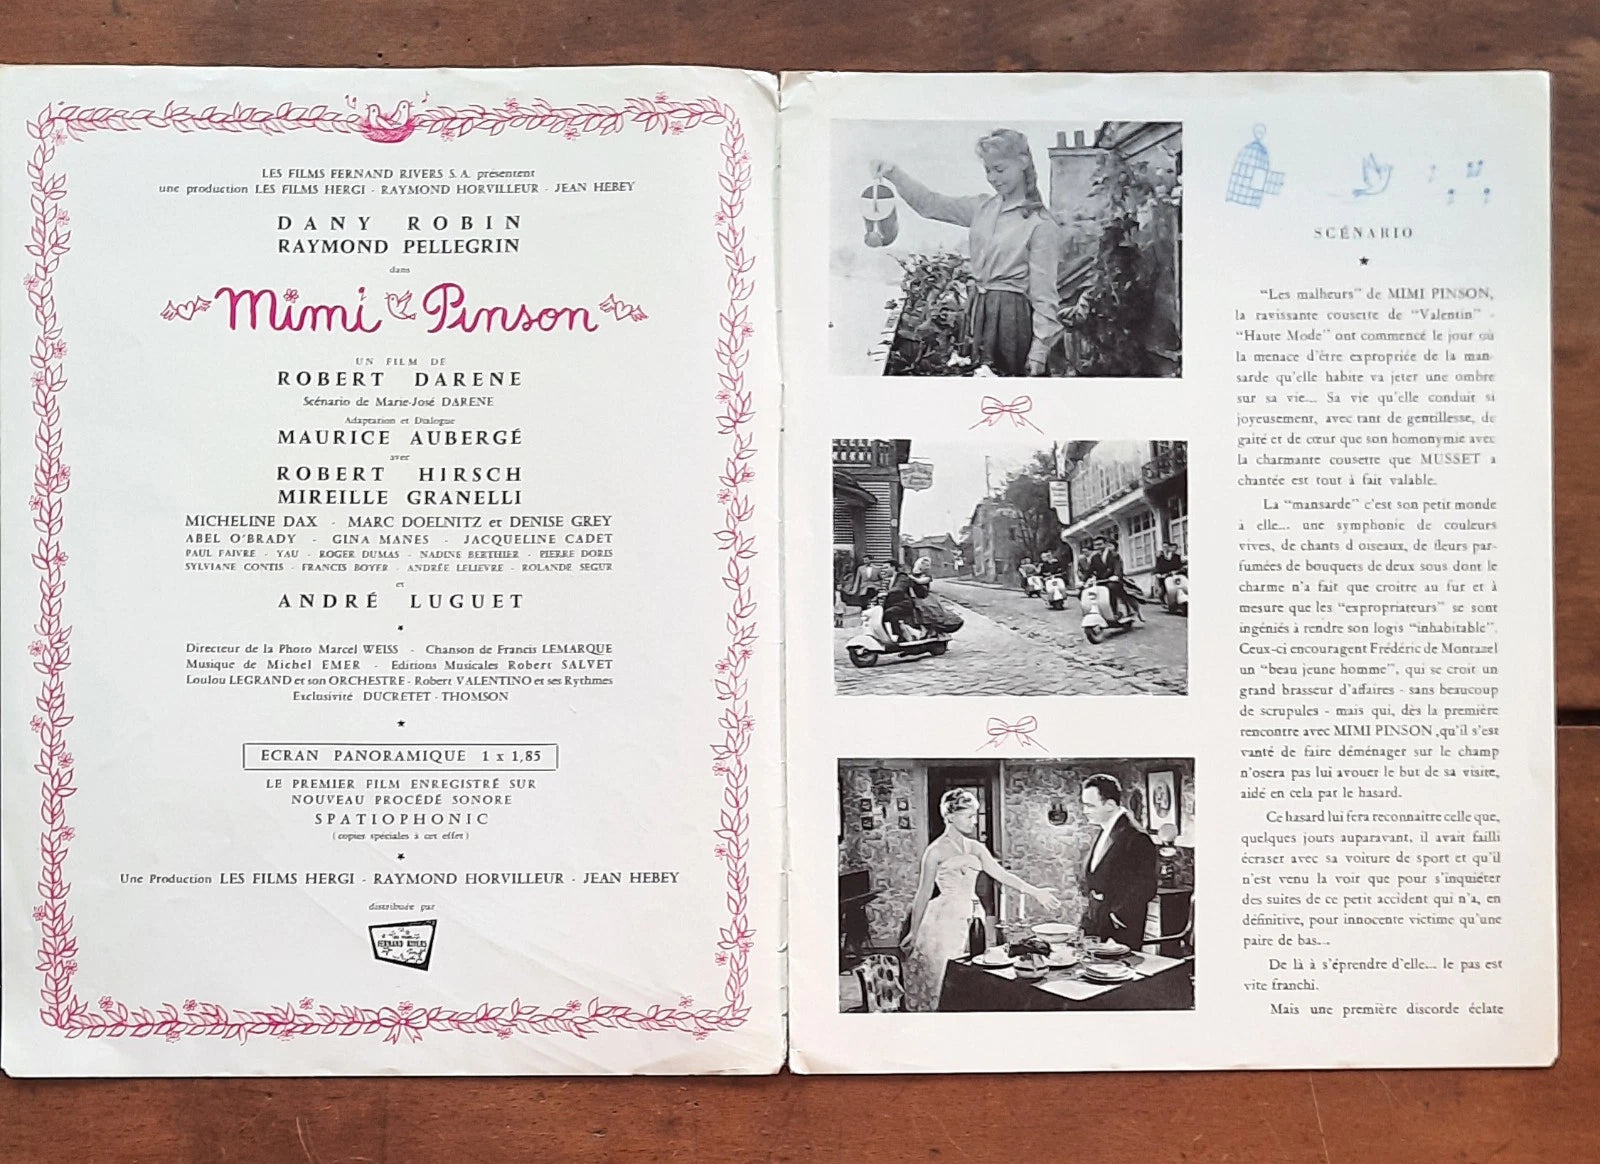 LES FILMS FERNAND RIVERS S.A. présentent
une production LES FILMS HERGI - RAYMOND HORVILLEUR - JEAN HEBEY
DANY ROBIN
RAYMOND PELLEGRIN
dans
Mimi Pinson
UN FILM DE
ROBERT DARENE
Scénario de Marie-José DARENE
Adaptation et Dialogue
MAURICE AUBERGÉ
avec
ROBERT HIRSCH
MIREILLE GRANELLI
MICHELINE DAX - MARC DOELNITZ et DENISE GREY
ABEL O'BRADY - GINA MANES - JACQUELINE CADET
PAUL FAIVRE - YAU - ROGER DUMAS - NADINE BERTHIER - PIERRE DORIS
SYLVIANE CONTIS - FRANCIS BOYER - ANDRÉE LELIEVRE - ROLANDE SEGUR
et
ANDRÉ LUGUET
Directeur de la Photo Marcel WEISS - Chanson de Francis LEMARQUE
Musique de Michel EMER - Editions Musicales Robert SALVET
Loulou LEGRAND et son ORCHESTRE - Robert VALENTINO et ses Rythmes
Exclusivité DUCRETET - THOMSON
ECRAN PANORAMIQUE 1 x 1,85
LE PREMIER FILM ENREGISTRÉ SUR
NOUVEAU PROCÉDÉ SONORE
SPATIOPHONIC
(copies spéciales à cet effet)
Une Production LES FILMS HERGI - RAYMOND HORVILLEUR - JEAN HEBEY
distribuée par
FERNAND RIVERS
SCÉNARIO
"Les malheurs" de MIMI PINSON,
la ravissante cousette de "Valentin" -
"Haute Mode" ont commencé le jour où
la menace d'être expropriée de la man-
sarde qu'elle habite va jeter une ombre
sur sa vie... Sa vie qu'elle conduit si
joyeusement, avec tant de gentillesse, de
gaité et de cœur que son homonymie avec
la charmante cousette que MUSSET a
chantée est tout à fait valable.
La "mansarde" c'est son petit monde
à elle... une symphonie de couleurs
vives, de chants d'oiseaux, de fleurs par-
fumées de bouquets de deux sous dont le
charme n'a fait que croitre au fur et à
mesure que les "expropriateurs" se sont
ingéniés à rendre son logis "inhabitable".
Ceux-ci encouragent Frédéric de Montazel
un "beau jeune homme", qui se croit un
grand brasseur d'affaires - sans beaucoup
de scrupules - mais qui, dès la première
rencontre avec MIMI PINSON, qu'il s'est
vanté de faire déménager sur le champ
n'osera pas lui avouer le but de sa visite,
aidé en cela par le hasard.
Ce hasard lui fera reconnaitre celle que,
quelques jours auparavant, il avait failli
écraser avec sa voiture de sport et qu'il
n'est venu la voir que pour s'inquiéter
des suites de ce petit accident qui n'a, en
définitive, pour innocente victime qu'une
paire de bas...
De là à s'éprendre d'elle... le pas est
vite franchi.
Mais une première discorde éclate